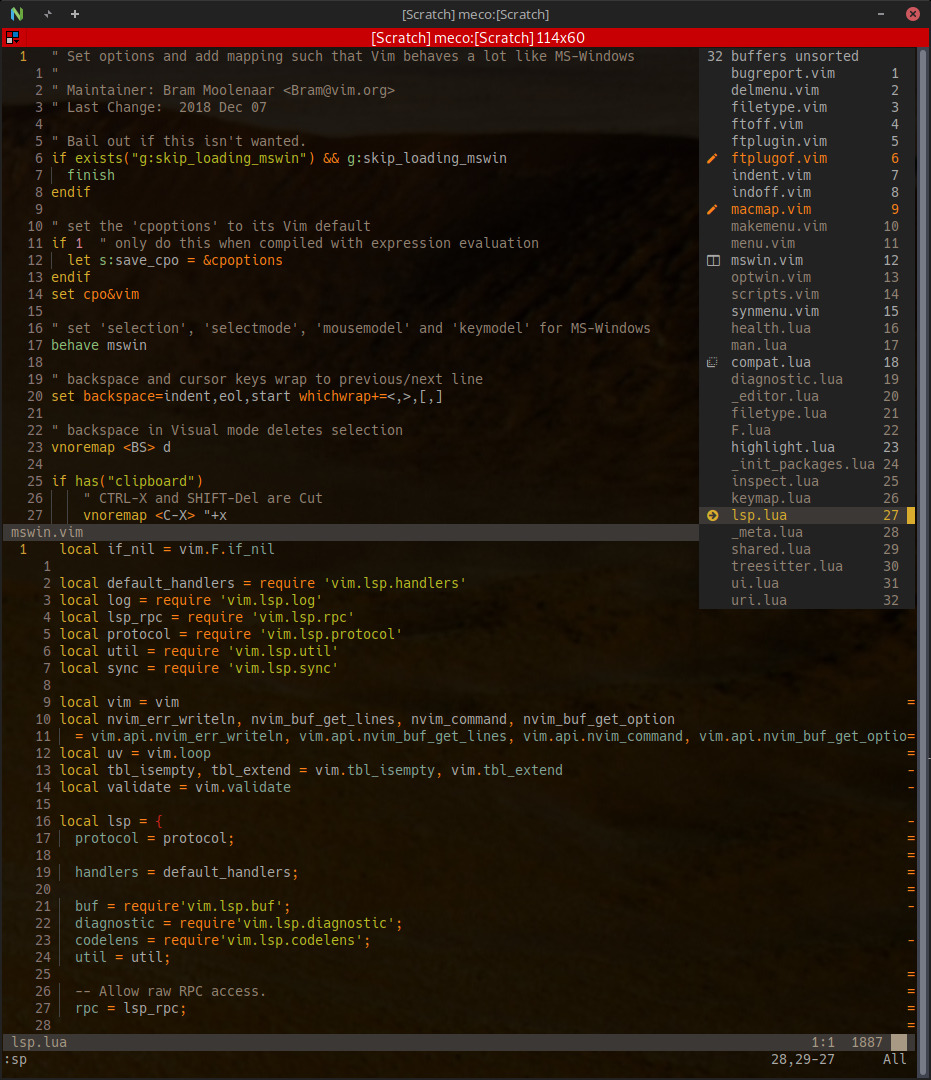 [Scratch] meco:[Scratch]
[Scratch] meco:[Scratch] 114x60
1 " Set options and add mapping such that Vim behaves a lot like MS-Windows
1 "
2 " Maintainer: Bram Moolenaar <Bram@vim.org>
3 " Last Change:  2018 Dec 07
4
5 " Bail out if this isn't wanted.
6 if exists("g:skip_loading_mswin") && g:skip_loading_mswin
7   finish
8 endif
9
10 " set the 'cpoptions' to its Vim default
11 if 1  " only do this when compiled with expression evaluation
12   let s:save_cpo = &cpoptions
13 endif
14 set cpo&vim
15
16 " set 'selection', 'selectmode', 'mousemodel' and 'keymodel' for MS-Windows
17 behave mswin
18
19 " backspace and cursor keys wrap to previous/next line
20 set backspace=indent,eol,start whichwrap+=<,>,[,]
21
22 " backspace in Visual mode deletes selection
23 vnoremap <BS> d
24
25 if has("clipboard")
26     " CTRL-X and SHIFT-Del are Cut
27     vnoremap <C-X> "+x
mswin.vim
32 buffers unsorted
bugreport.vim 1
delmenu.vim 2
filetype.vim 3
ftoff.vim 4
ftplugin.vim 5
ftplugof.vim 6
indent.vim 7
indoff.vim 8
macmap.vim 9
makemenu.vim 10
menu.vim 11
mswin.vim 12
optwin.vim 13
scripts.vim 14
synmenu.vim 15
health.lua 16
man.lua 17
compat.lua 18
diagnostic.lua 19
_editor.lua 20
filetype.lua 21
F.lua 22
highlight.lua 23
_init_packages.lua 24
inspect.lua 25
keymap.lua 26
lsp.lua 27
_meta.lua 28
shared.lua 29
treesitter.lua 30
ui.lua 31
uri.lua 32
1 local if_nil = vim.F.if_nil
1
2 local default_handlers = require 'vim.lsp.handlers'
3 local log = require 'vim.lsp.log'
4 local lsp_rpc = require 'vim.lsp.rpc'
5 local protocol = require 'vim.lsp.protocol'
6 local util = require 'vim.lsp.util'
7 local sync = require 'vim.lsp.sync'
8
9 local vim = vim =
10 local nvim_err_writeln, nvim_buf_get_lines, nvim_command, nvim_buf_get_option
11   = vim.api.nvim_err_writeln, vim.api.nvim_buf_get_lines, vim.api.nvim_command, vim.api.nvim_buf_get_optio=
12 local uv = vim.loop =
13 local tbl_isempty, tbl_extend = vim.tbl_isempty, vim.tbl_extend -
14 local validate = vim.validate -
15
16 local lsp = { -
17   protocol = protocol; =
18 =
19   handlers = default_handlers; =
20 =
21   buf = require'vim.lsp.buf'; -
22   diagnostic = require'vim.lsp.diagnostic';
23   codelens = require'vim.lsp.codelens'; -
24   util = util;
25 =
26   -- Allow raw RPC access. =
27   rpc = lsp_rpc; =
28 =
lsp.lua 1:1 1887
:sp 28,29-27 All